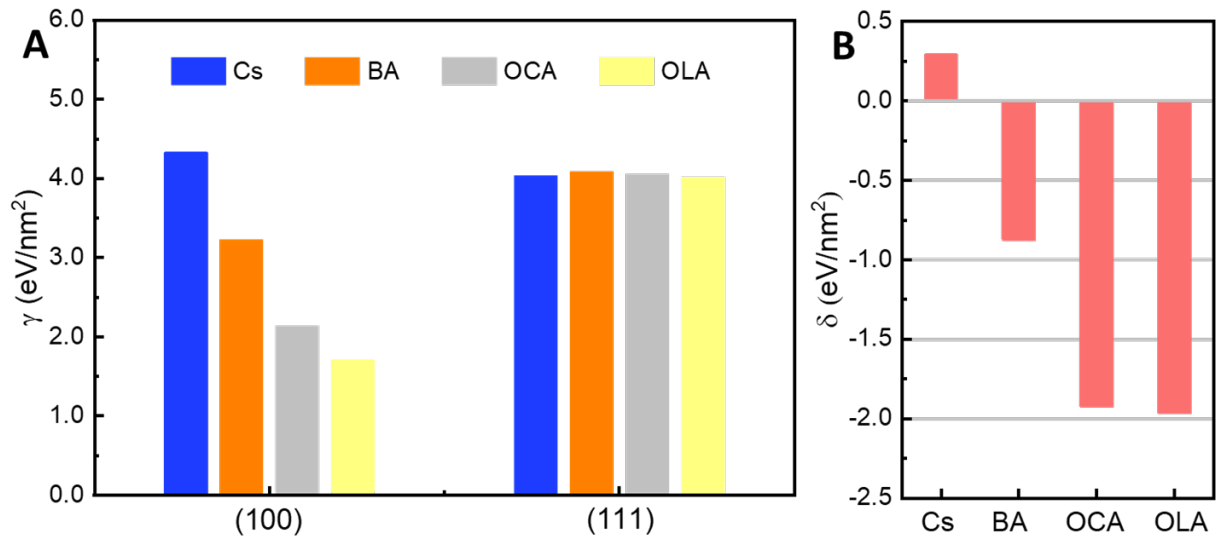 A
Cs BA OCA OLA
γ (eV/nm²)
6.0
5.0
4.0
3.0
2.0
1.0
0.0
(100) (111)
B
δ (eV/nm²)
0.5
0.0
-0.5
-1.0
-1.5
-2.0
-2.5
Cs BA OCA OLA